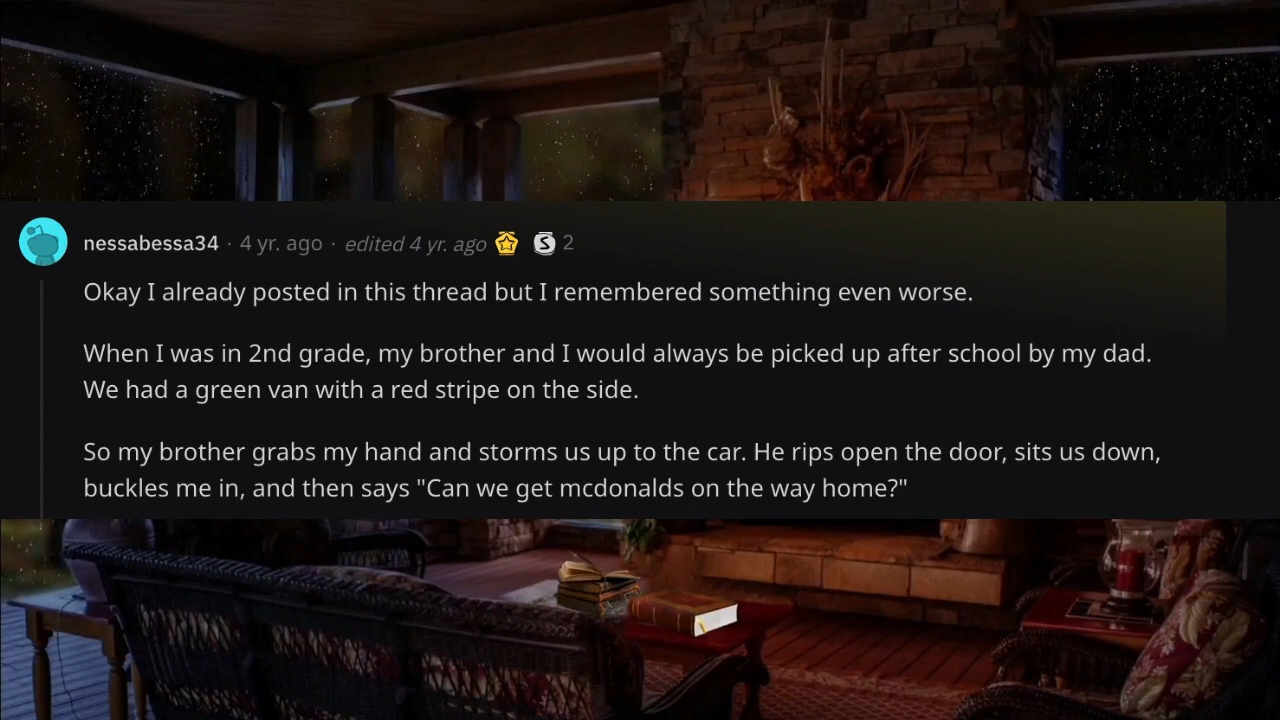 nessabessa34 · 4 yr. ago · edited 4 yr. ago 2
Okay I already posted in this thread but I remembered something even worse.
When I was in 2nd grade, my brother and I would always be picked up after school by my dad.
We had a green van with a red stripe on the side.
So my brother grabs my hand and storms us up to the car. He rips open the door, sits us down,
buckles me in, and then says "Can we get mcdonalds on the way home?"